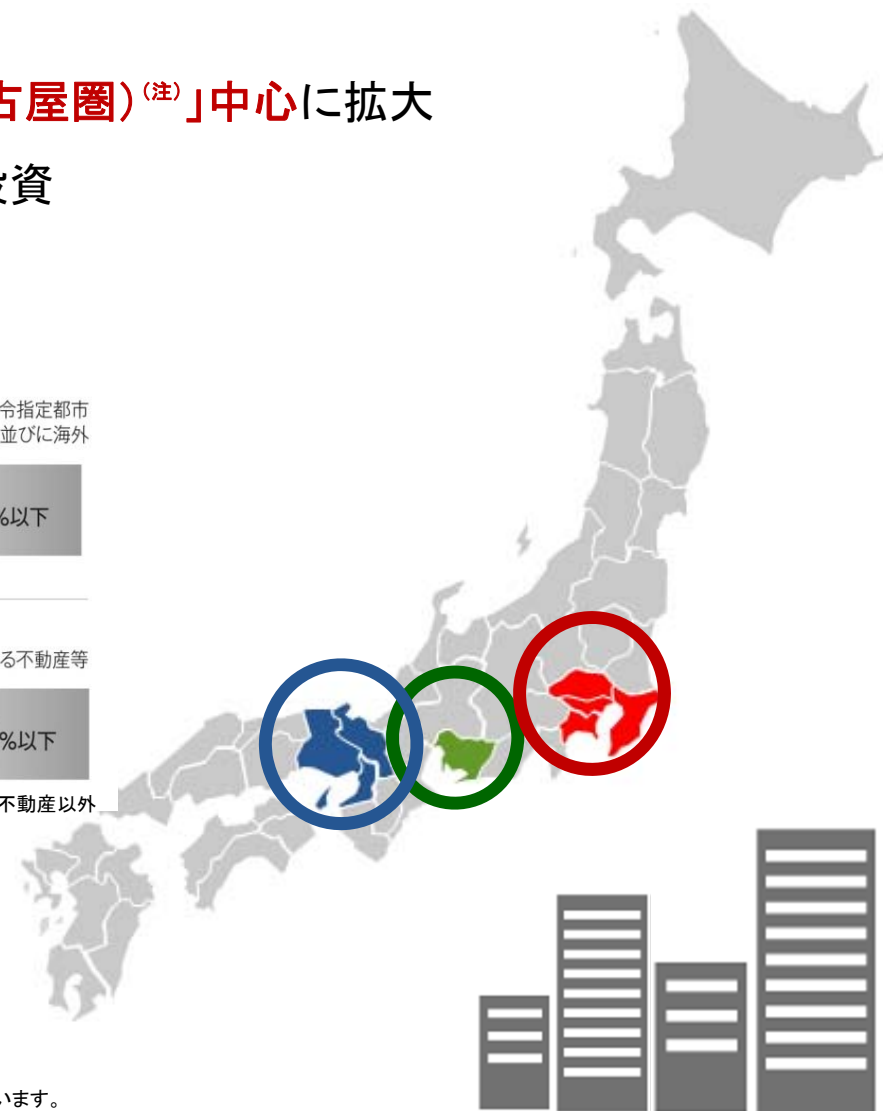 古屋圏)(注)」中心に拡大
投資
令指定都市
並びに海外
%以下
る不動産等
%以下
不動産以外
います。